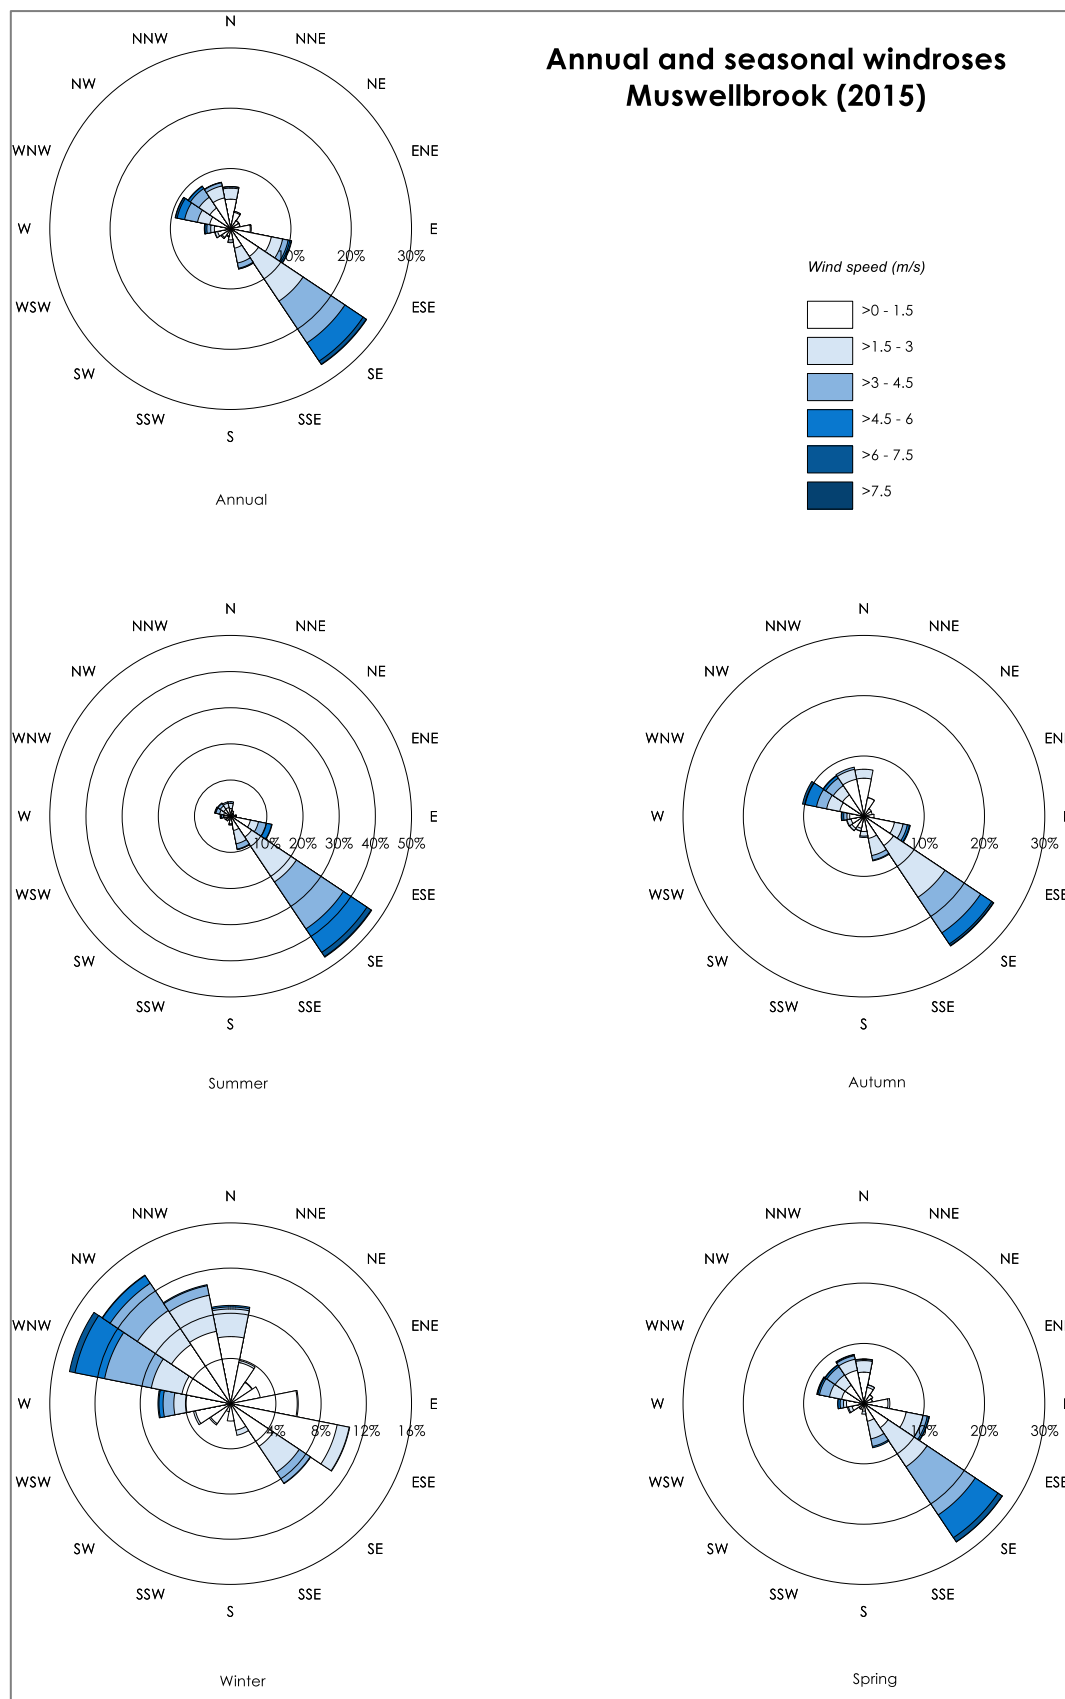 Annual and seasonal windroses
Muswellbrook (2015)
N
NNW NNE
NW NE
WNW ENE
W E
10% 20% 30%
WSW ESE
SW SE
SSW SSE
S
Annual
Wind speed (m/s)
>0 - 1.5
>1.5 - 3
>3 - 4.5
>4.5 - 6
>6 - 7.5
>7.5
N
NNW NNE
NW NE
WNW ENE
W E
10% 20% 30% 40% 50%
WSW ESE
SW SE
SSW SSE
S
Summer
N
NNW NNE
NW NE
WNW
W
10% 20% 30%
WSW
SW SE
SSW SSE
S
Autumn
N
NNW NNE
NW NE
WNW ENE
W E
4% 8% 12% 16%
WSW ESE
SW SE
SSW SSE
S
Winter
N
NNW NNE
NW NE
WNW
W
10% 20% 30%
WSW
SW SE
SSW SSE
S
Spring